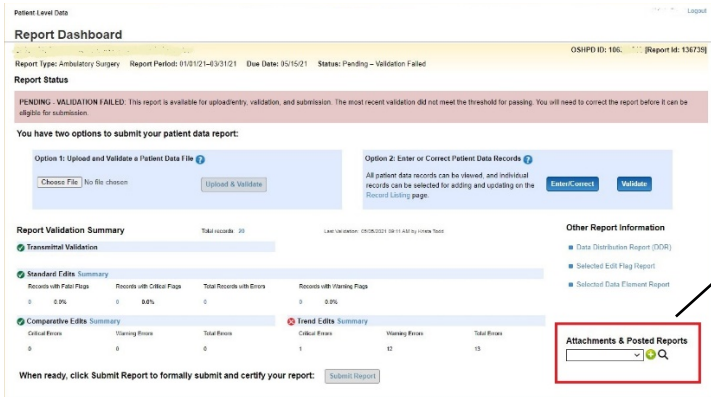 Patient-Level Data
Logout
Report Dashboard
OSHPD ID: 106 [Report Id: 136739]
Report Type: Ambulatory Surgery Report Period: 01/01/21–03/31/21 Due Date: 05/15/21 Status: Pending – Validation Failed
Report Status
PENDING - VALIDATION FAILED: This report is available for upload/entry, validation, and submission. The most recent validation did not meet the threshold for passing. You will need to correct the report before it can be
eligible for submission.
You have two options to submit your patient data report:
Option 1: Upload and Validate a Patient Data File ?
Choose File No file chosen Upload & Validate
Option 2: Enter or Correct Patient Data Records ?
All patient data records can be viewed, and individual
records can be selected for adding and updating on the
Record Listing page.
Enter/Correct Validate
Report Validation Summary Total records: 20 Last Validation: 05/05/2021 09:11 AM by
Transmittal Validation
Standard Edits Summary
Records with Fatal Flags Records with Critical Flags Total Records with Errors Records with Warning Flags
0 0.0% 0 0.0% 0 0 0.0%
Comparative Edits Summary
Critical Errors Warning Errors Total Errors
0 0 0
Trend Edits Summary
Critical Errors Warning Errors Total Errors
1 12 13
Other Report Information
Data Distribution Report (DDR)
Selected Edit Flag Report
Selected Data Element Report
Attachments & Posted Reports
When ready, click Submit Report to formally submit and certify your report: Submit Report